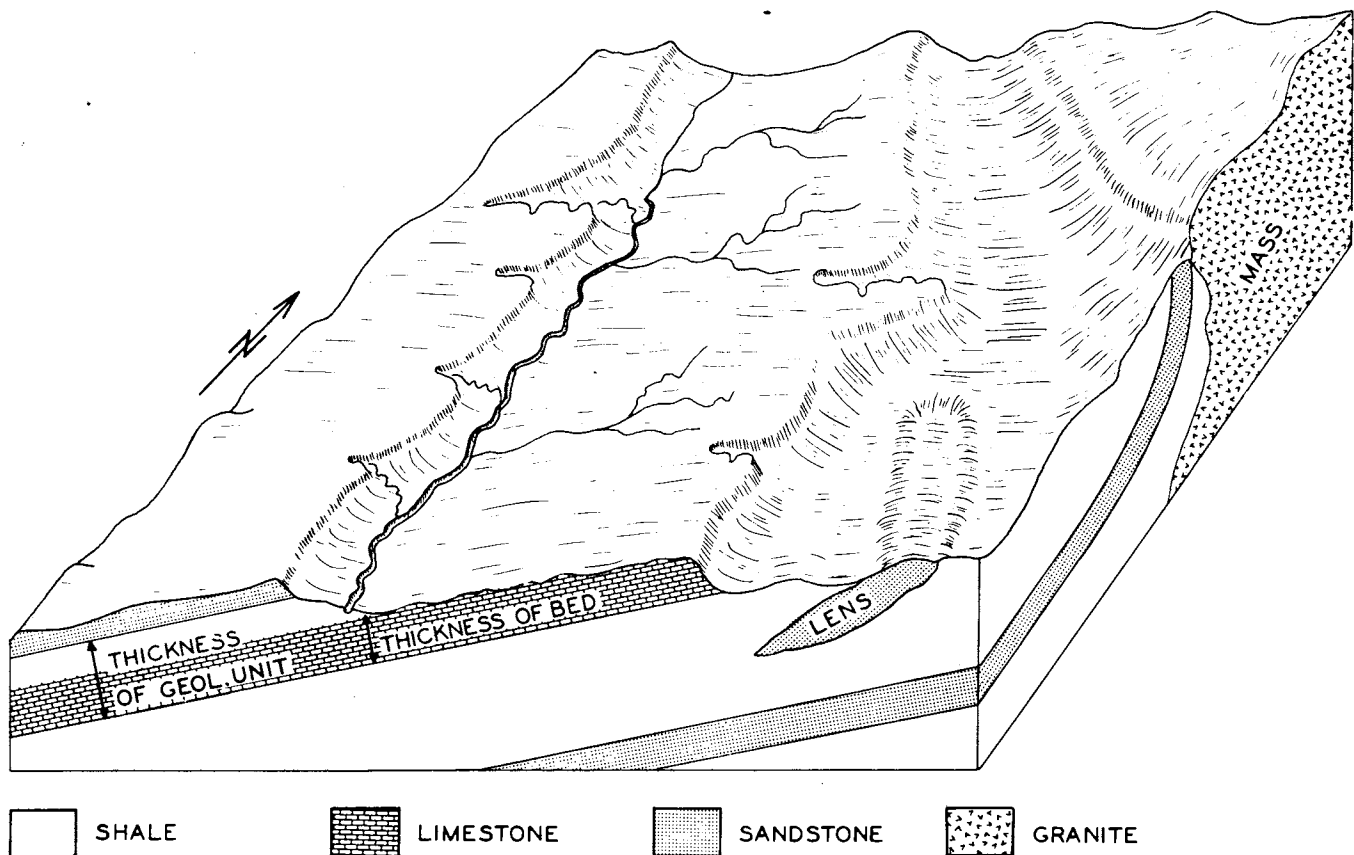 N
MASS
LENS
THICKNESS OF BED
THICKNESS
OF GEOL. UNIT
SHALE
LIMESTONE
SANDSTONE
GRANITE